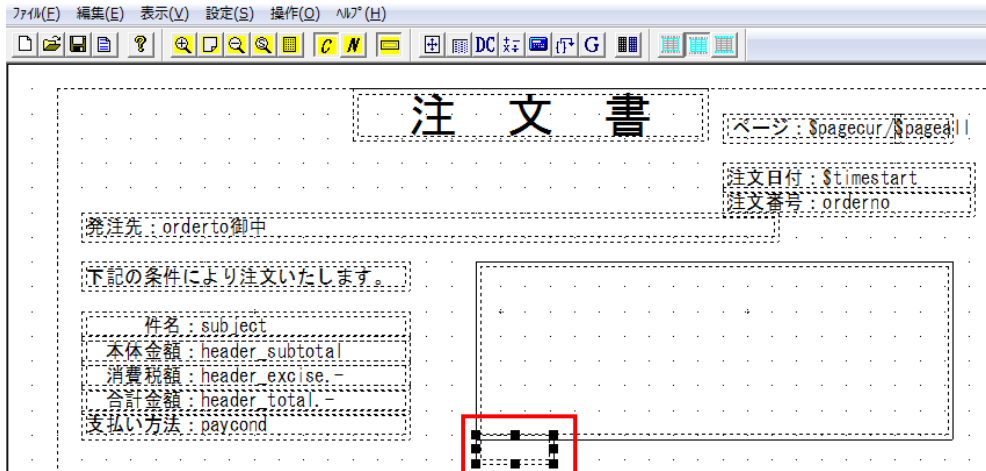 ﾌｧｲﾙ(F) 編集(E) 表示(V) 設定(S) 操作(O) ﾍﾙﾌﾟ(H)
? C N DC G
注 文 書
ページ：$pagecur/$pageall
注文日付：$timestart
注文番号：orderno
発注先：orderto御中
下記の条件により注文いたします。
件名：subject
本体金額：header_subtotal
消費税額：header_excise.-
合計金額：header_total.-
支払い方法：paycond